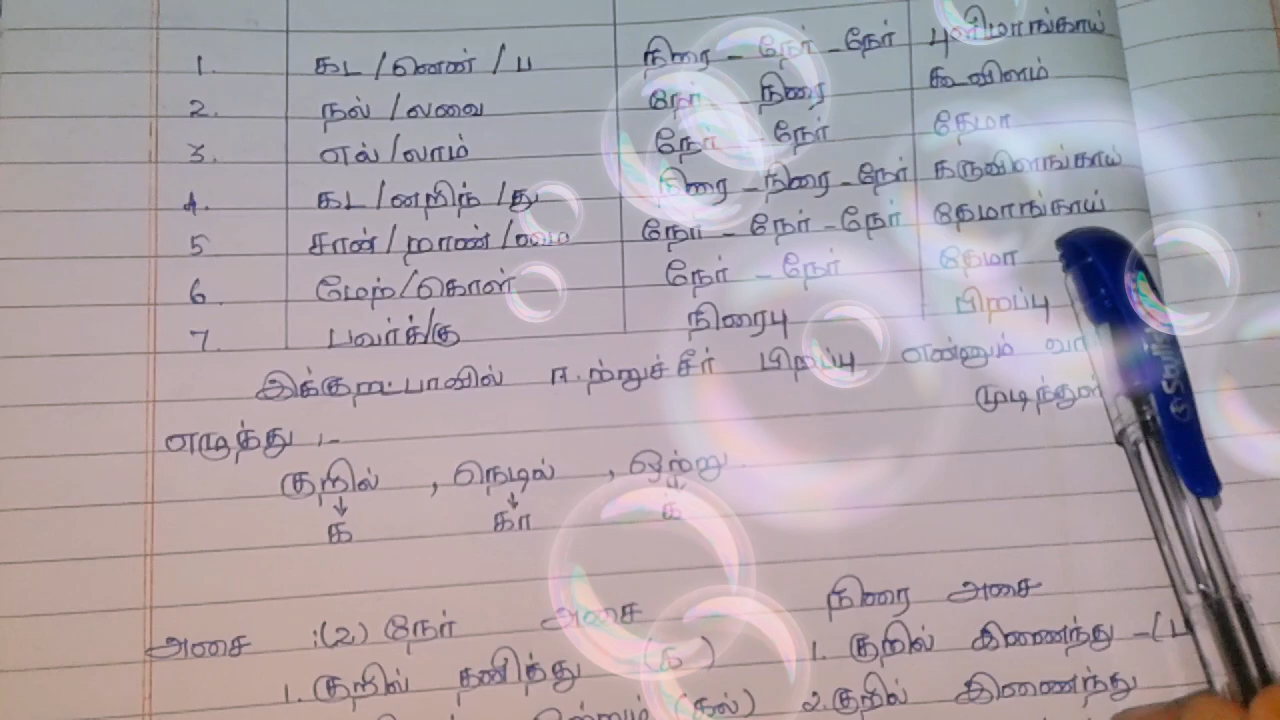 1. கட /னென் / ப நிரை - நேர் - நேர் புளிமாங்காய்
2. நல் /லவை நேர் நிரை கூவிளம்
3. எல் /லாம் நேர் - நேர் தேமா
4. கட /னறிந் /து நிரை - நிரை - நேர் கருவிளங்காய்
5 சான் / றாண் / நேர் - நேர் - நேர் தேமாங்காய்
6 மேற்/கொள் நேர் - நேர் தேமா
7. பவர்க்/கு நிரைபு பிறப்பு
இக்குறட்பாவில் ஈற்றுச்சீர் பிறப்பு என்னும் வா
முடிந்துள்
எழுத்து :-
குறில் , நெடில் , ஒற்று.
↓ ↓ ↓
க கா க்
அசை :(2) நேர் அசை நிரை அசை
1. குறில் தனித்து (க ) 1. குறில் இணைந்து -(ப
(கல்) 2. குறில் இணைந்து